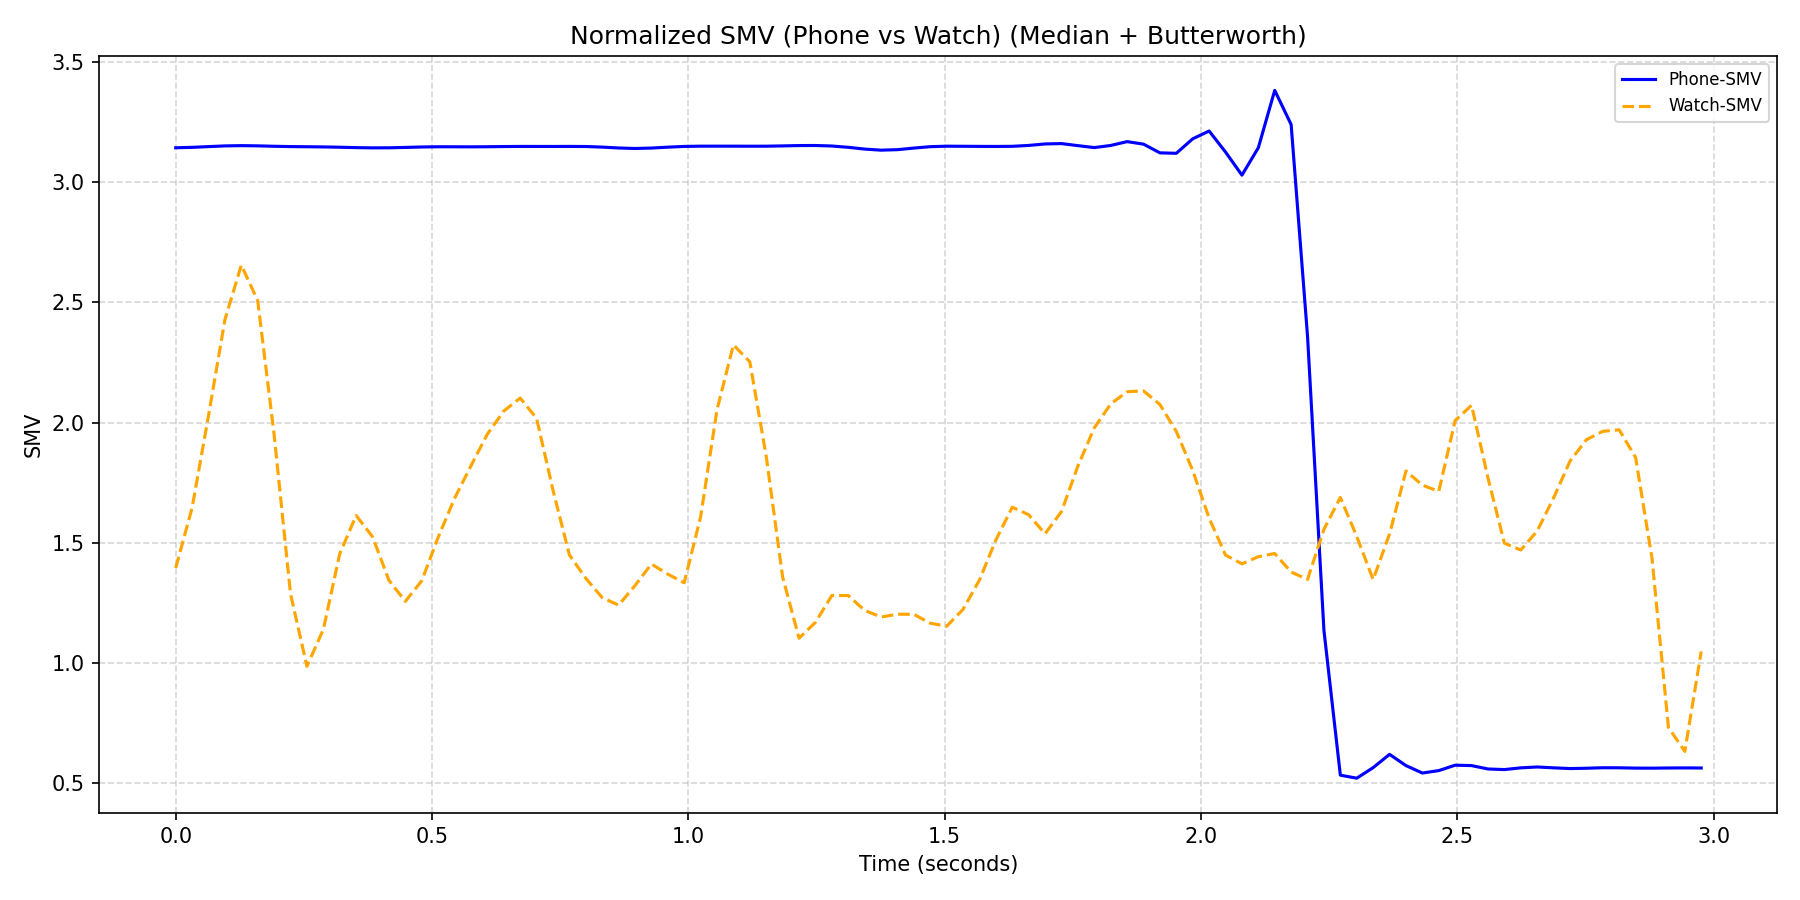 Normalized SMV (Phone vs Watch) (Median + Butterworth)
Phone-SMV
Watch-SMV
SMV
3.5
3.0
2.5
2.0
1.5
1.0
0.5
0.0 0.5 1.0 1.5 2.0 2.5 3.0
Time (seconds)